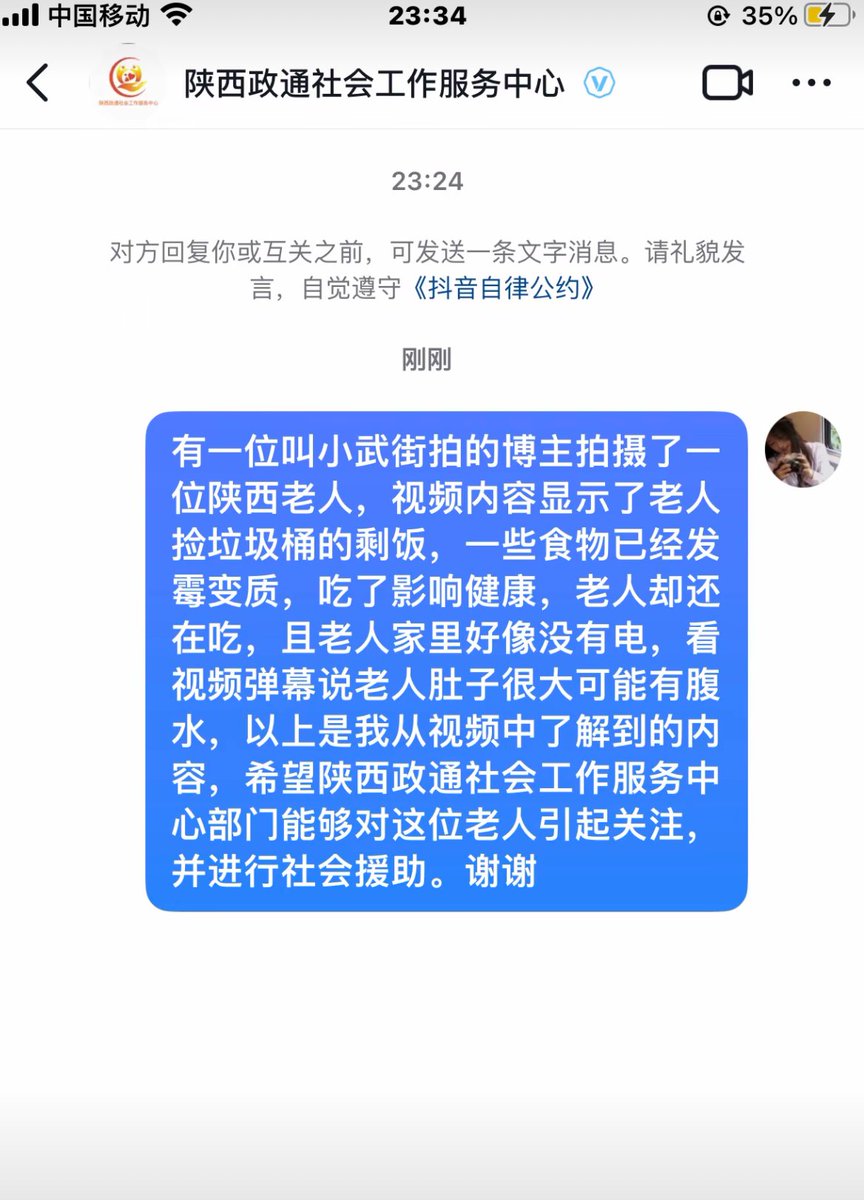 中国移动
23:34
35%
陕西政通社会工作服务中心
陕西政通社会工作服务中心
23:24
对方回复你或互关之前，可发送一条文字消息。请礼貌发
言，自觉遵守《抖音自律公约》
刚刚
有一位叫小武街拍的博主拍摄了一
位陕西老人，视频内容显示了老人
捡垃圾桶的剩饭，一些食物已经发
霉变质，吃了影响健康，老人却还
在吃，且老人家里好像没有电，看
视频弹幕说老人肚子很大可能有腹
水，以上是我从视频中了解到的内
容，希望陕西政通社会工作服务中
心部门能够对这位老人引起关注，
并进行社会援助。谢谢